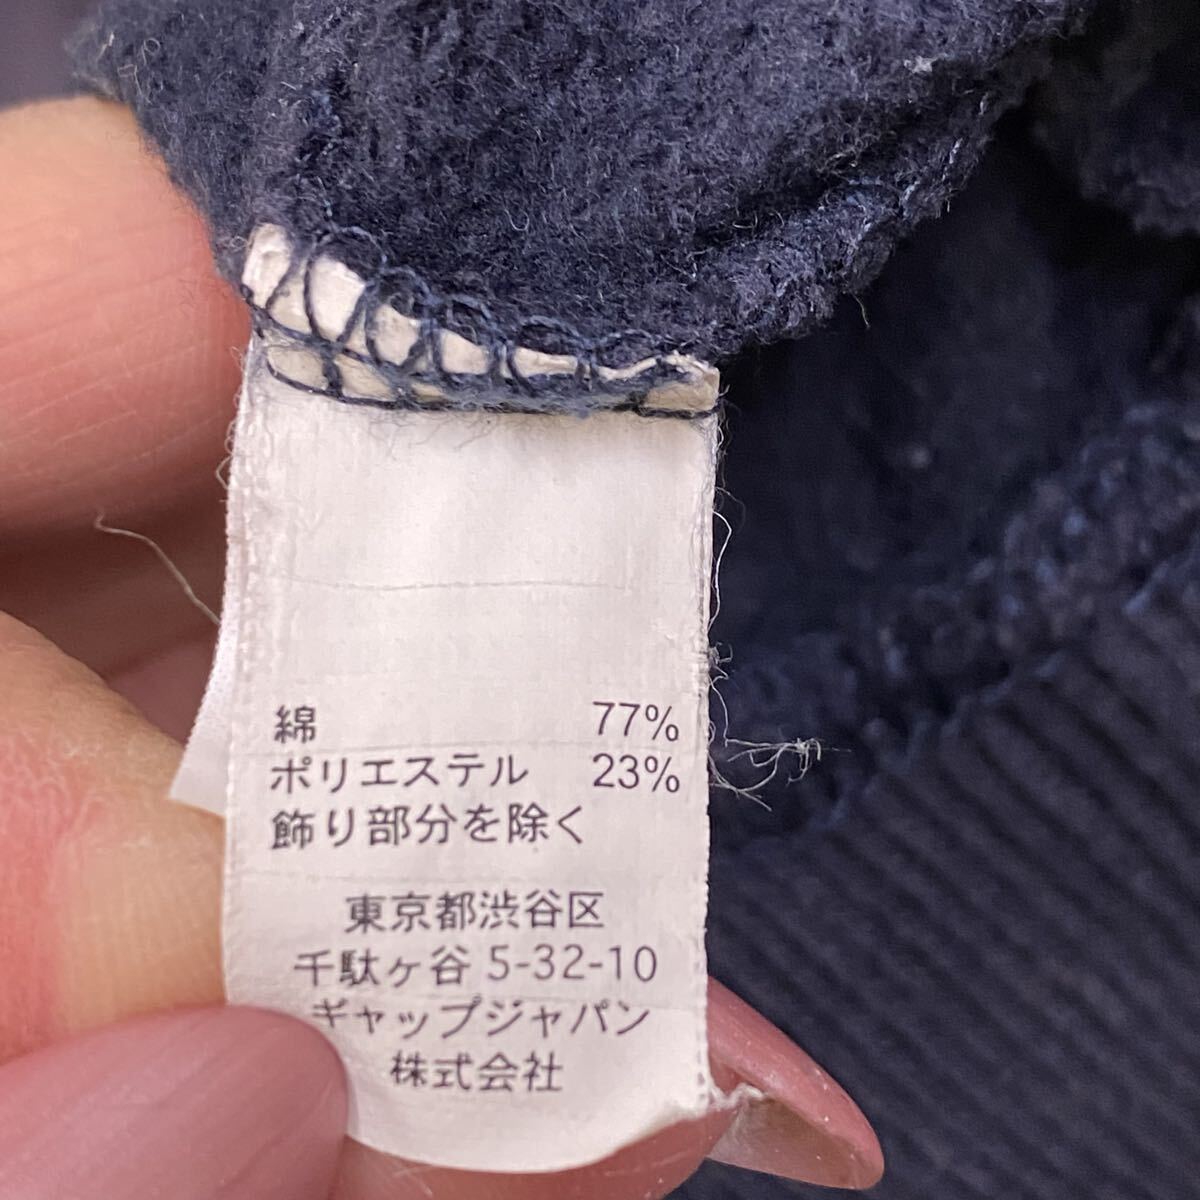 綿 77%
ポリエステル 23%
飾り部分を除く
東京都渋谷区
千駄ヶ谷 5-32-10
ギャップジャパン
株式会社